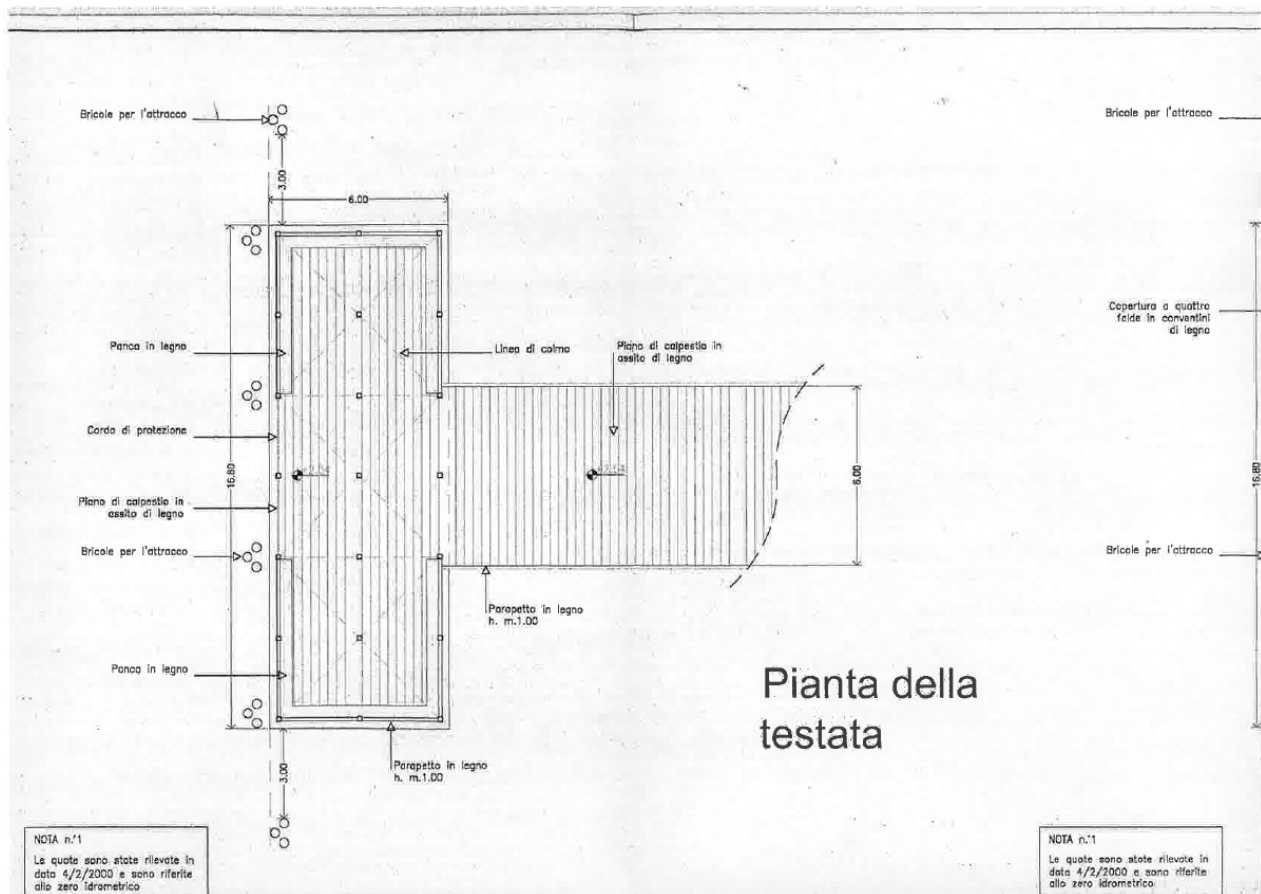 Bricole per l'attracco
3.00
6.00
Panca in legno
Linea di colmo
Piano di calpestio in
assito di legno
Corda di protezione
16.80
6.00
Piano di calpestio in
assito di legno
Bricole per l'attracco
Parapetto in legno
h. m.1.00
Panca in legno
Parapetto in legno
h. m.1.00
3.00
Pianta della
testata
NOTA n.°1
Le quote sono state rilevate in
data 4/2/2000 e sono riferite
allo zero idrometrico
Bricole per l'attracco
Copertura a quattro
falde in conventini
di legno
16.80
Bricole per l'attracco
NOTA n.°1
Le quote sono state rilevate in
data 4/2/2000 e sono riferite
allo zero idrometrico